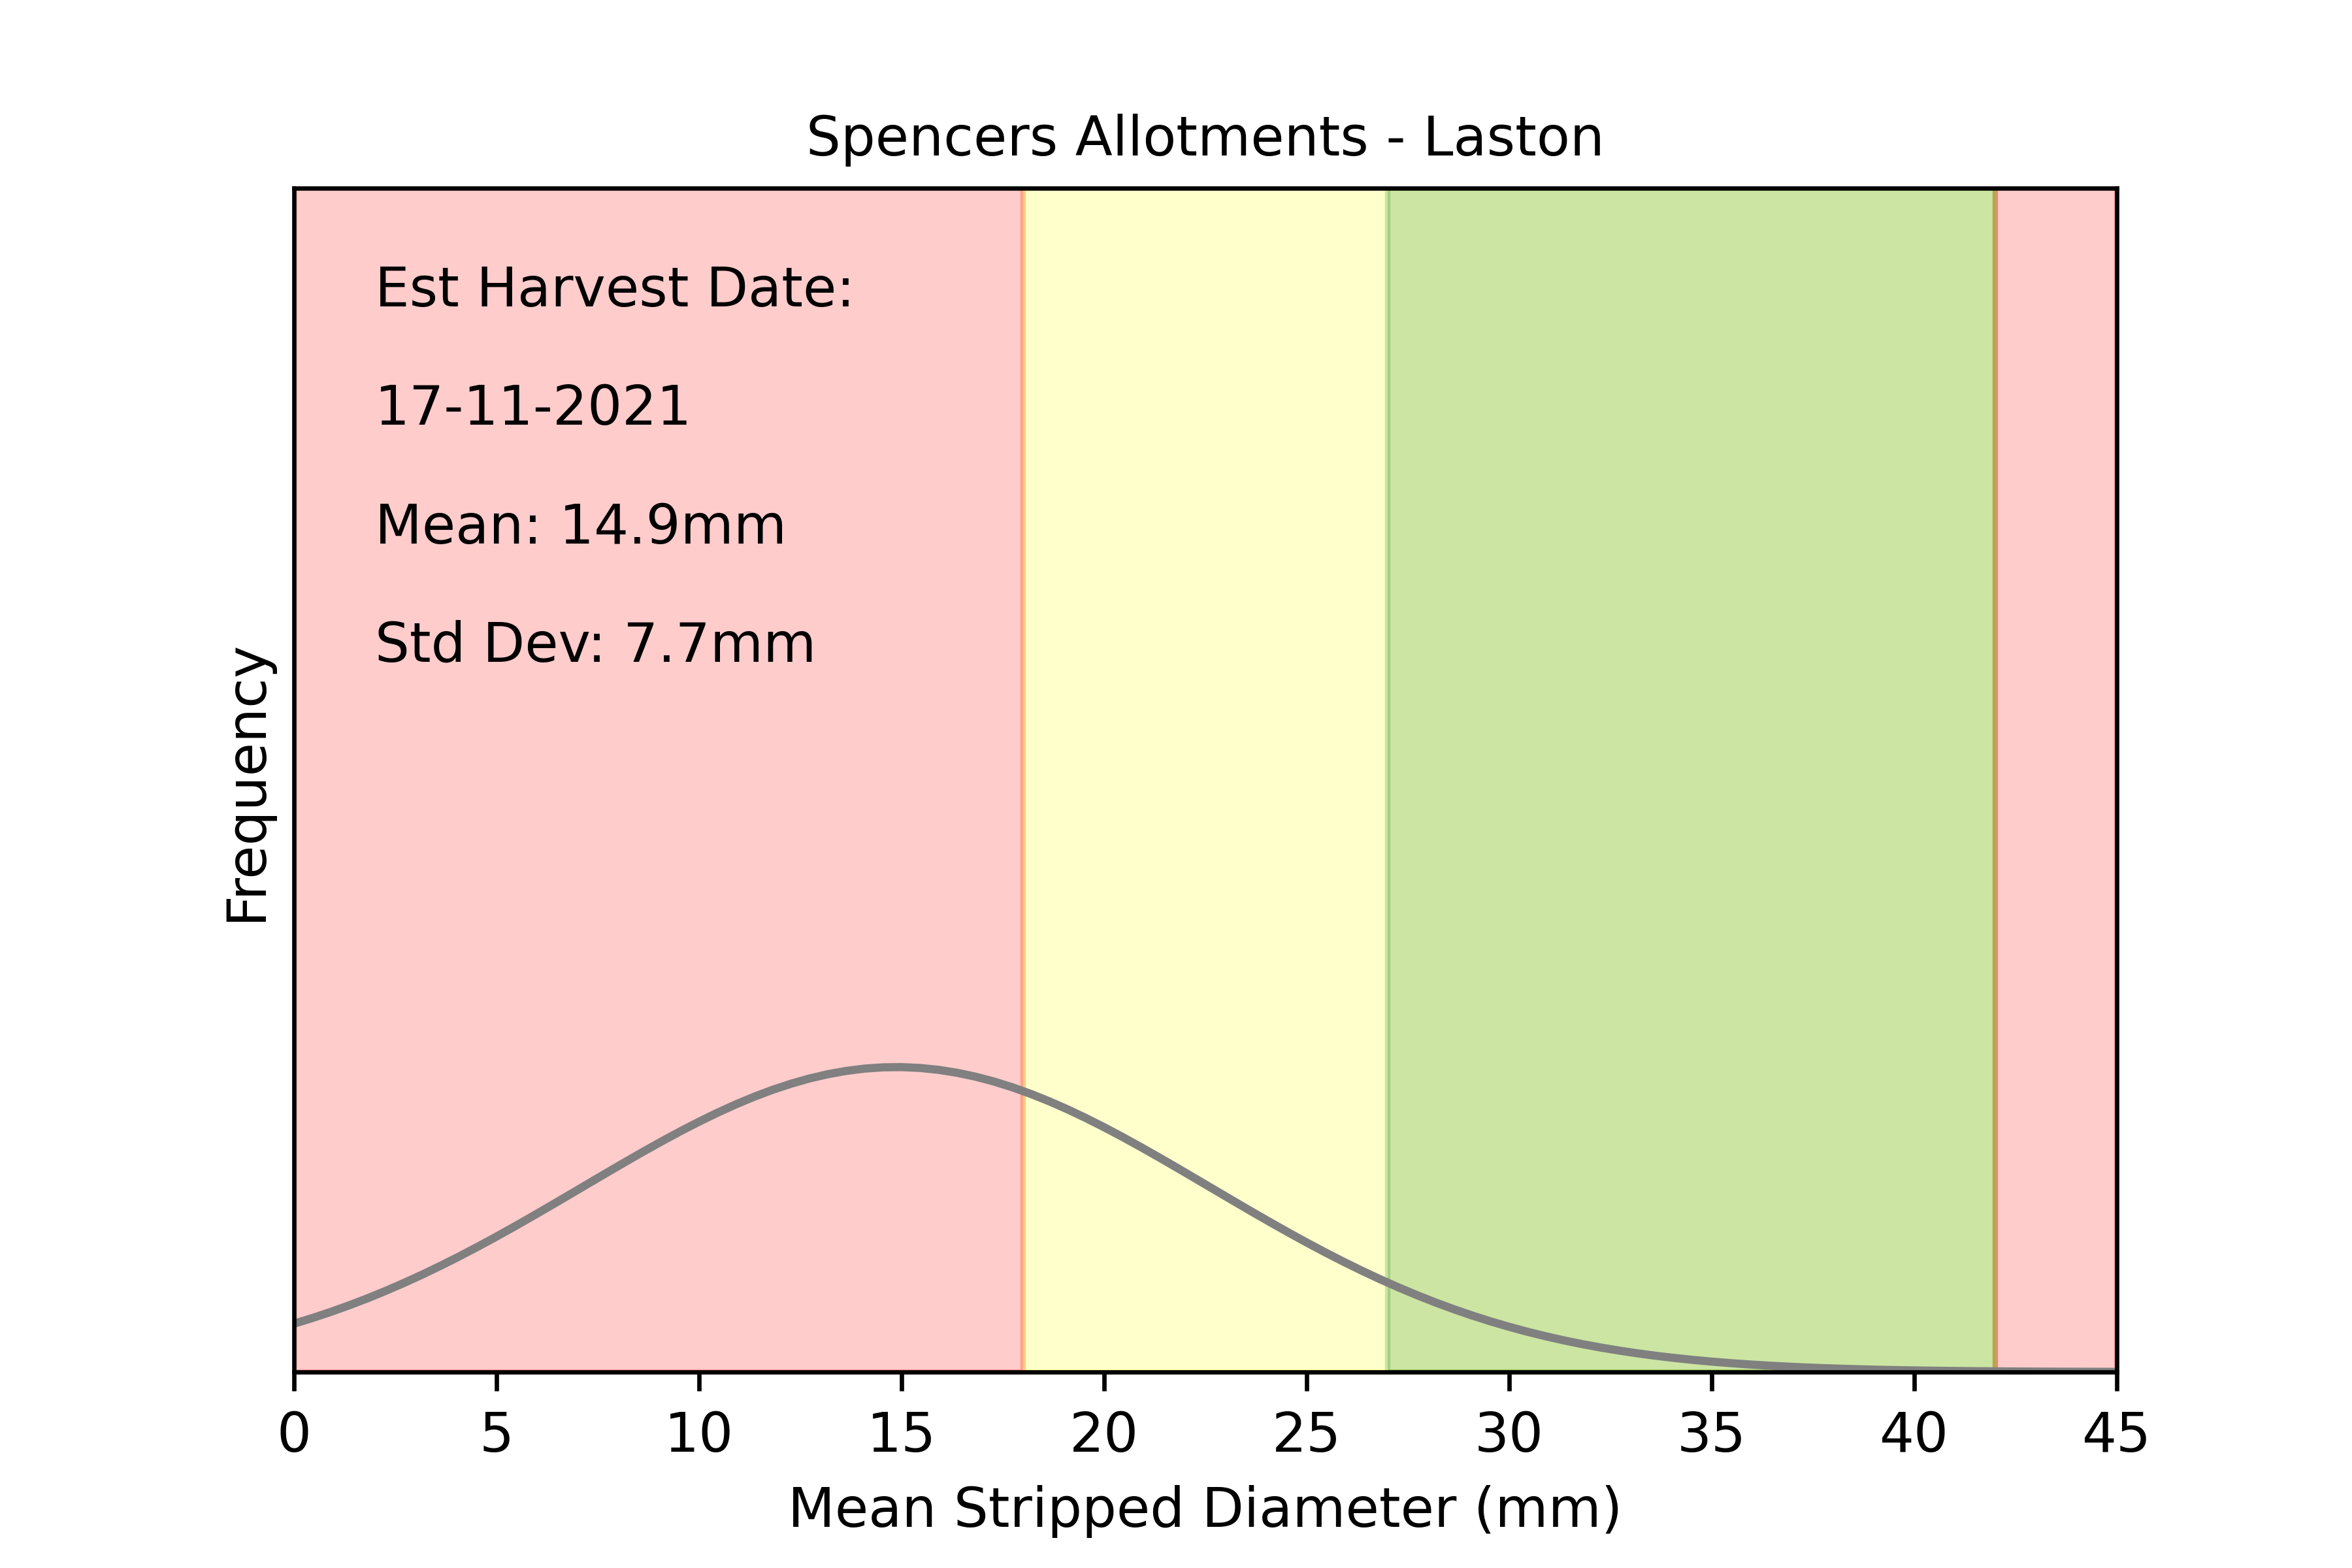 Spencers Allotments - Laston
Est Harvest Date:
17-11-2021
Mean: 14.9mm
Std Dev: 7.7mm
Frequency
0 5 10 15 20 25 30 35 40 45
Mean Stripped Diameter (mm)